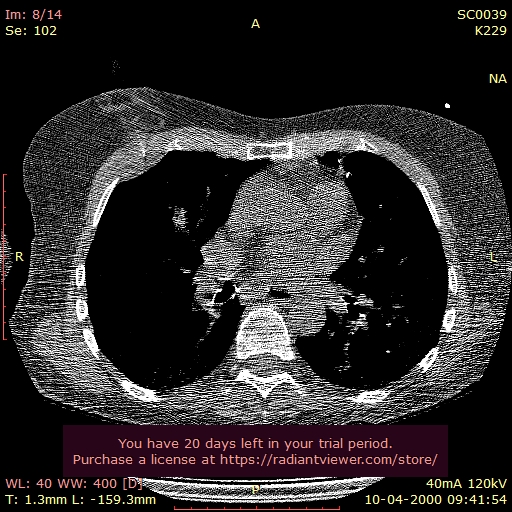 Im: 8/14
Se: 102
A
SC0039
K229
NA
R
L
You have 20 days left in your trial period.
Purchase a license at https://radiantviewer.com/store/
WL: 40 WW: 400 [D]
T: 1.3mm L: -159.3mm
P
40mA 120kV
10-04-2000 09:41:54